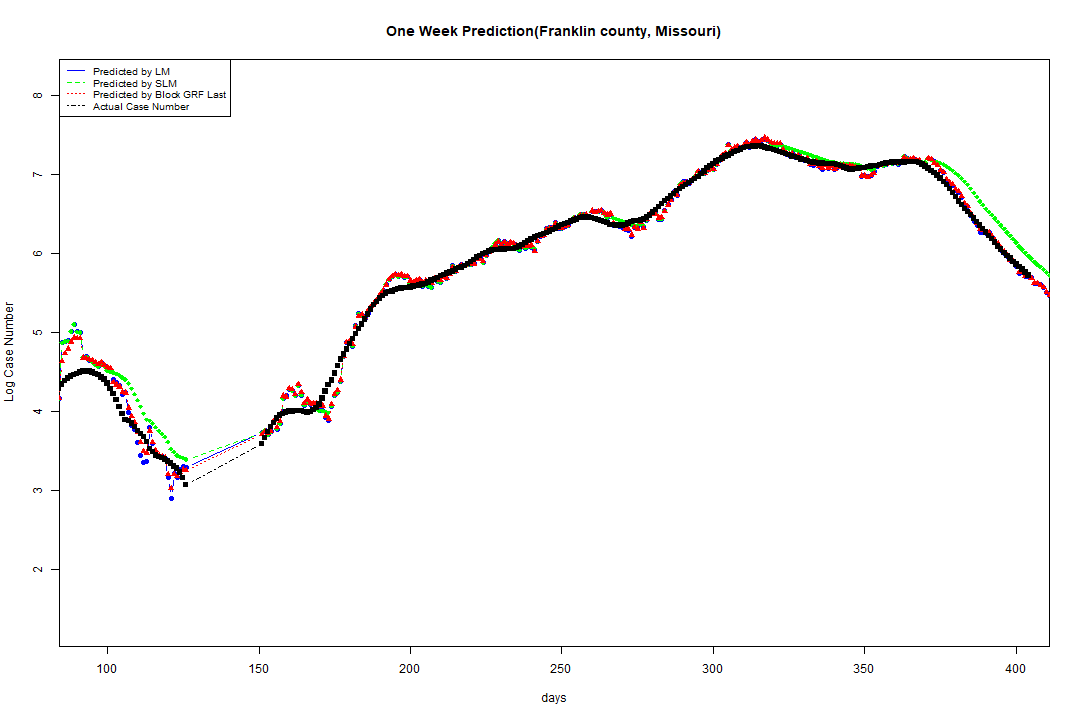 One Week Prediction(Franklin county, Missouri)
Predicted by LM
Predicted by SLM
Predicted by Block GRF Last
Actual Case Number
8
7
6
5
4
3
2
Log Case Number
100 150 200 250 300 350 400
days